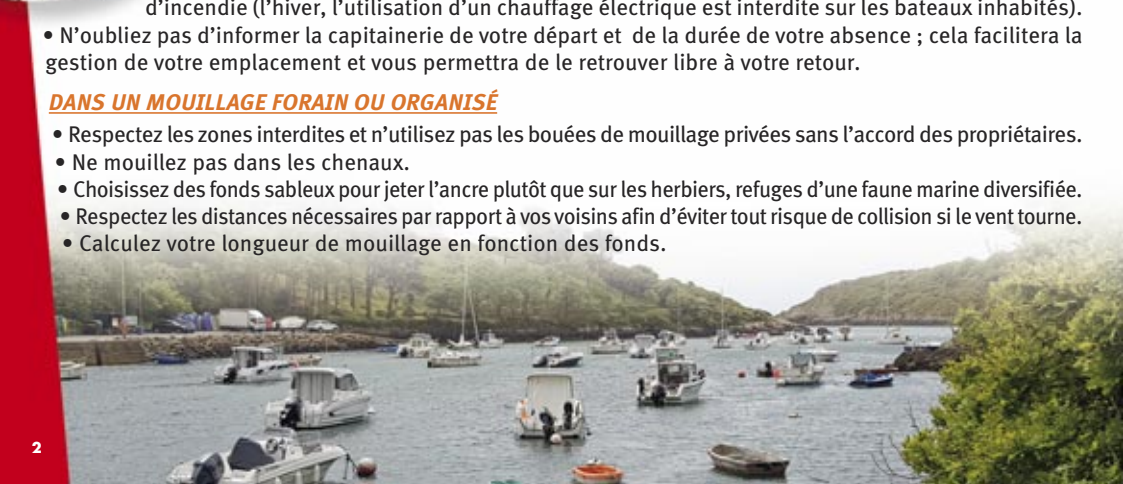 d’incendie (l’hiver, l’utilisation d’un chauffage électrique est interdite sur les bateaux inhabités).
• N’oubliez pas d’informer la capitainerie de votre départ et de la durée de votre absence ; cela facilitera la
gestion de votre emplacement et vous permettra de le retrouver libre à votre retour.
DANS UN MOUILLAGE FORAIN OU ORGANISÉ
• Respectez les zones interdites et n’utilisez pas les bouées de mouillage privées sans l’accord des propriétaires.
• Ne mouillez pas dans les chenaux.
• Choisissez des fonds sableux pour jeter l’ancre plutôt que sur les herbiers, refuges d’une faune marine diversifiée.
• Respectez les distances nécessaires par rapport à vos voisins afin d’éviter tout risque de collision si le vent tourne.
• Calculez votre longueur de mouillage en fonction des fonds.
2